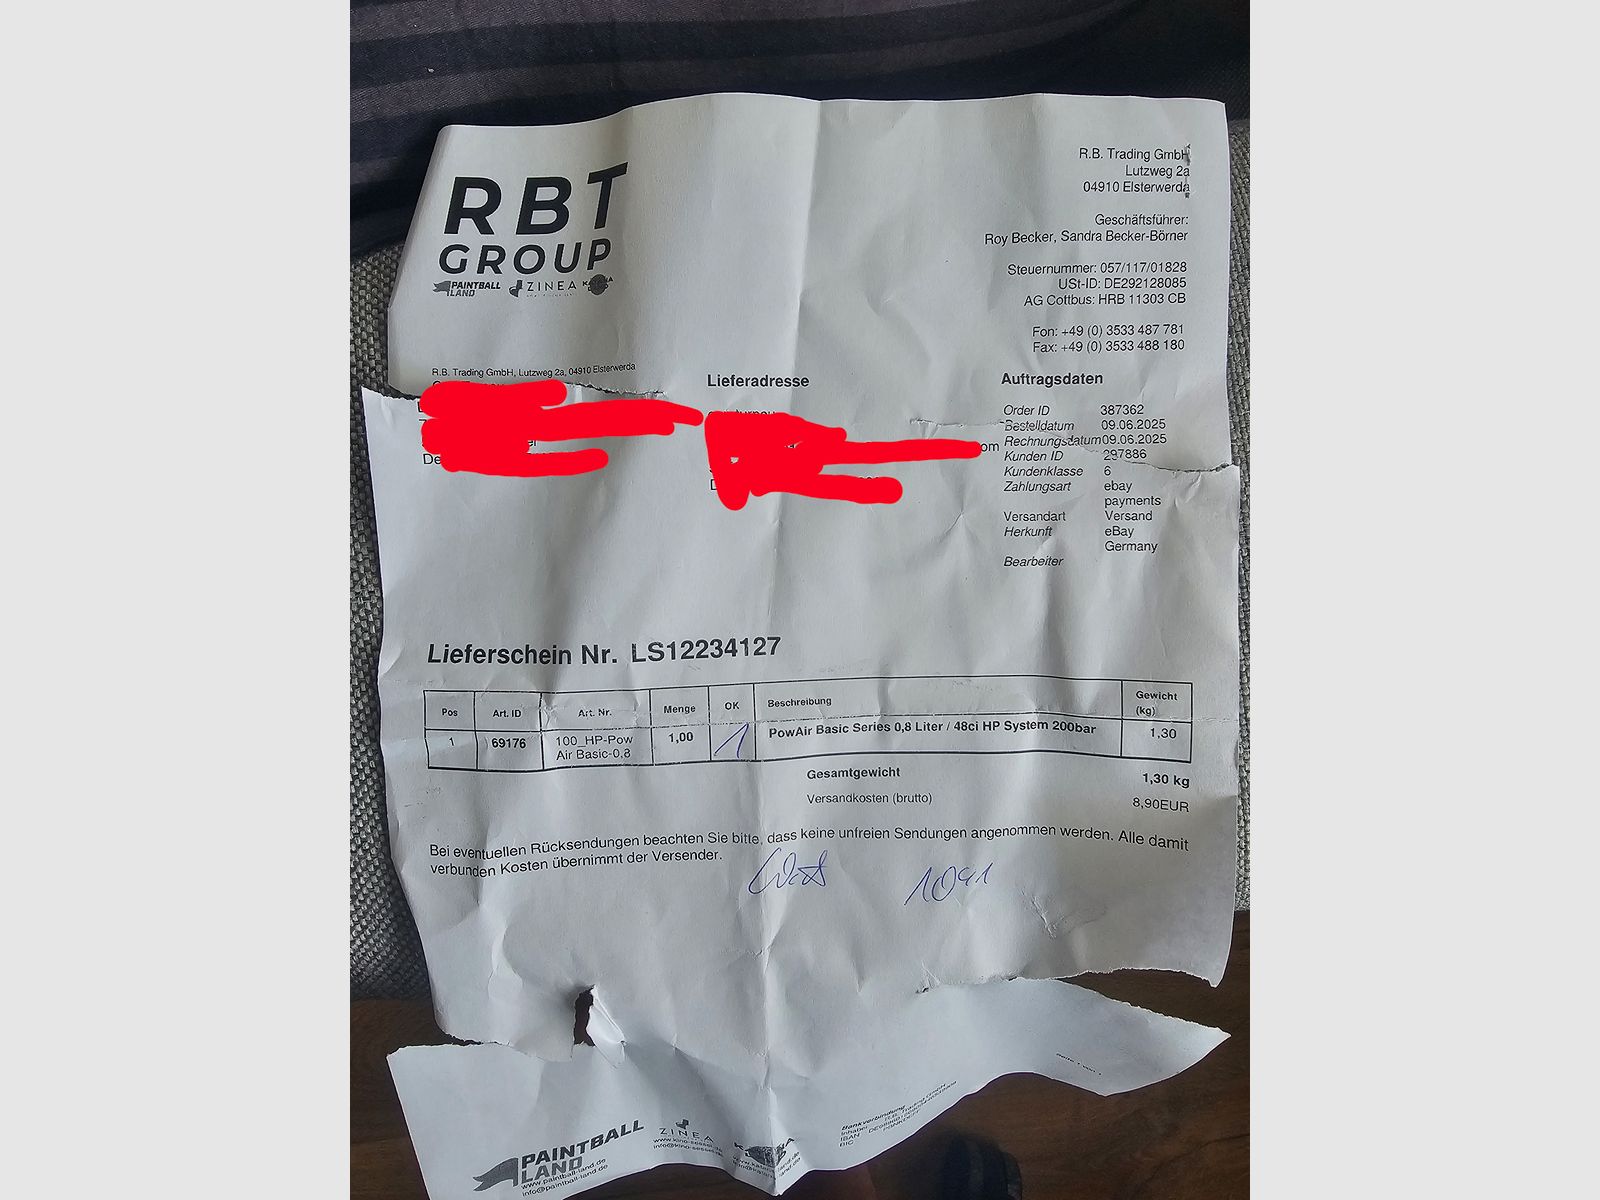 RBT
GROUP
PAINTBALL
LAND
ZINEA
R.B. Trading GmbH
Lutzweg 2a
04910 Elsterwerda
Geschäftsführer:
Roy Becker, Sandra Becker-Börner
Steuernummer: 057/117/01828
USt-ID: DE292128085
AG Cottbus: HRB 11303 CB
Fon: +49 (0) 3533 487 781
Fax: +49 (0) 3533 488 180
R.B. Trading GmbH, Lutzweg 2a, 04910 Elsterwerda
De
Lieferadresse
om
Auftragsdaten
Order ID 387362
Bestelldatum 09.06.2025
Rechnungsdatum 09.06.2025
Kunden ID 297886
Kundenklasse 6
Zahlungsart ebay
payments
Versandart Versand
Herkunft eBay
Germany
Bearbeiter
Lieferschein Nr. LS12234127
Pos Art. ID Art. Nr. Menge OK Beschreibung Gewicht
(kg)
1 69176 100_HP-Pow 1,00 1 PowAir Basic Series 0,8 Liter / 48ci HP System 200bar 1,30
Air Basic-0,8
Gesamtgewicht 1,30 kg
Versandkosten (brutto) 8,90EUR
Bei eventuellen Rücksendungen beachten Sie bitte, dass keine unfreien Sendungen angenommen werden. Alle damit
verbunden Kosten übernimmt der Versender.
1041
PAINTBALL
LAND
www.paintball-land.de
info@paintball-land.de
ZINEA
Bankverbindung
Inhaber
IBAN
BIC